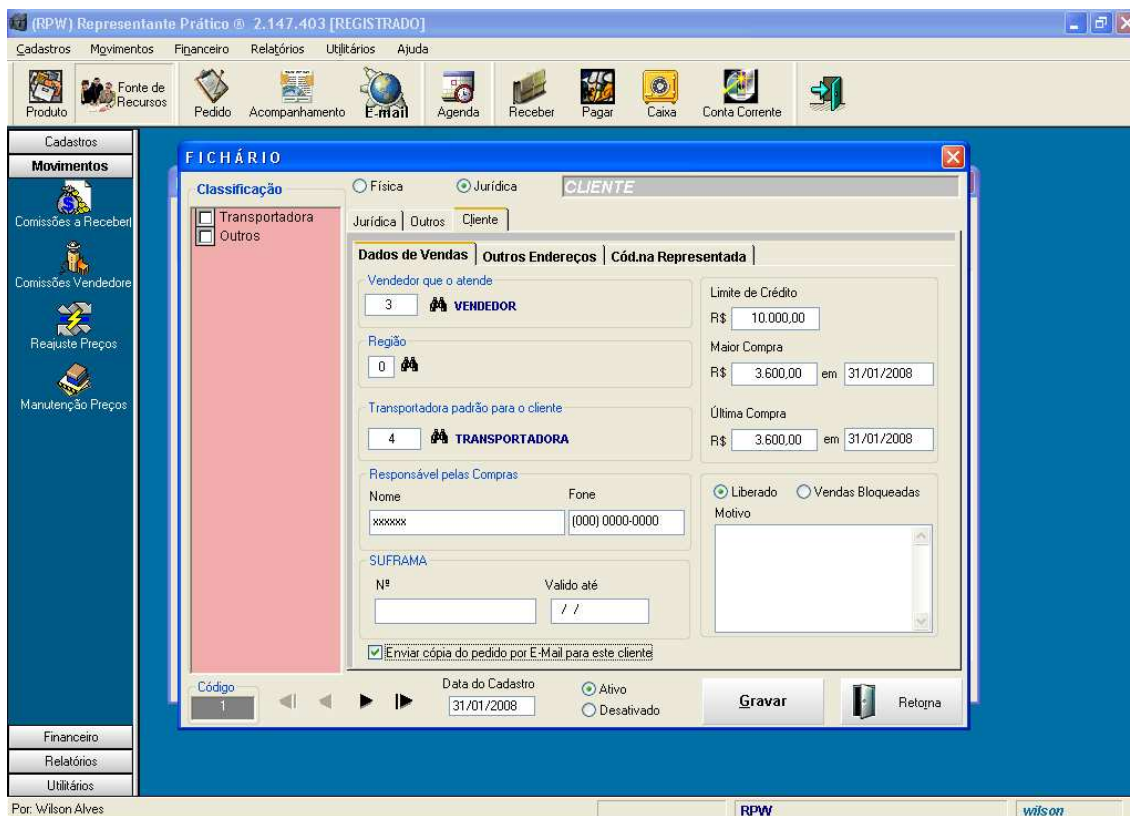 (RPW) Representante Prático ® 2.147.403 [REGISTRADO]
Cadastros Movimentos Financeiro Relatórios Utilitários Ajuda
Produto
Fonte de
Recursos
Pedido
Acompanhamento
E-mail
Agenda
Receber
Pagar
Caixa
Conta Corrente
Cadastros
Movimentos
Comissões a Receber
Comissões Vendedore
Reajuste Preços
Manutenção Preços
Financeiro
Relatórios
Utilitários
FICHÁRIO
Classificação
Transportadora
Outros
Física Jurídica CLIENTE
Jurídica Outros Cliente
Dados de Vendas Outros Endereços Cód.na Representada
Vendedor que o atende
3 VENDEDOR
Região
0
Transportadora padrão para o cliente
4 TRANSPORTADORA
Responsável pelas Compras
Nome Fone
xxxxxx (000) 0000-0000
SUFRAMA
Nº Valido até
/ /
Enviar cópia do pedido por E-Mail para este cliente
Limite de Crédito
R$ 10.000,00
Maior Compra
R$ 3.600,00 em 31/01/2008
Última Compra
R$ 3.600,00 em 31/01/2008
Liberado Vendas Bloqueadas
Motivo
Código
1
Data do Cadastro
31/01/2008
Ativo
Desativado
Gravar
Retorna
Por: Wilson Alves RPW wilson